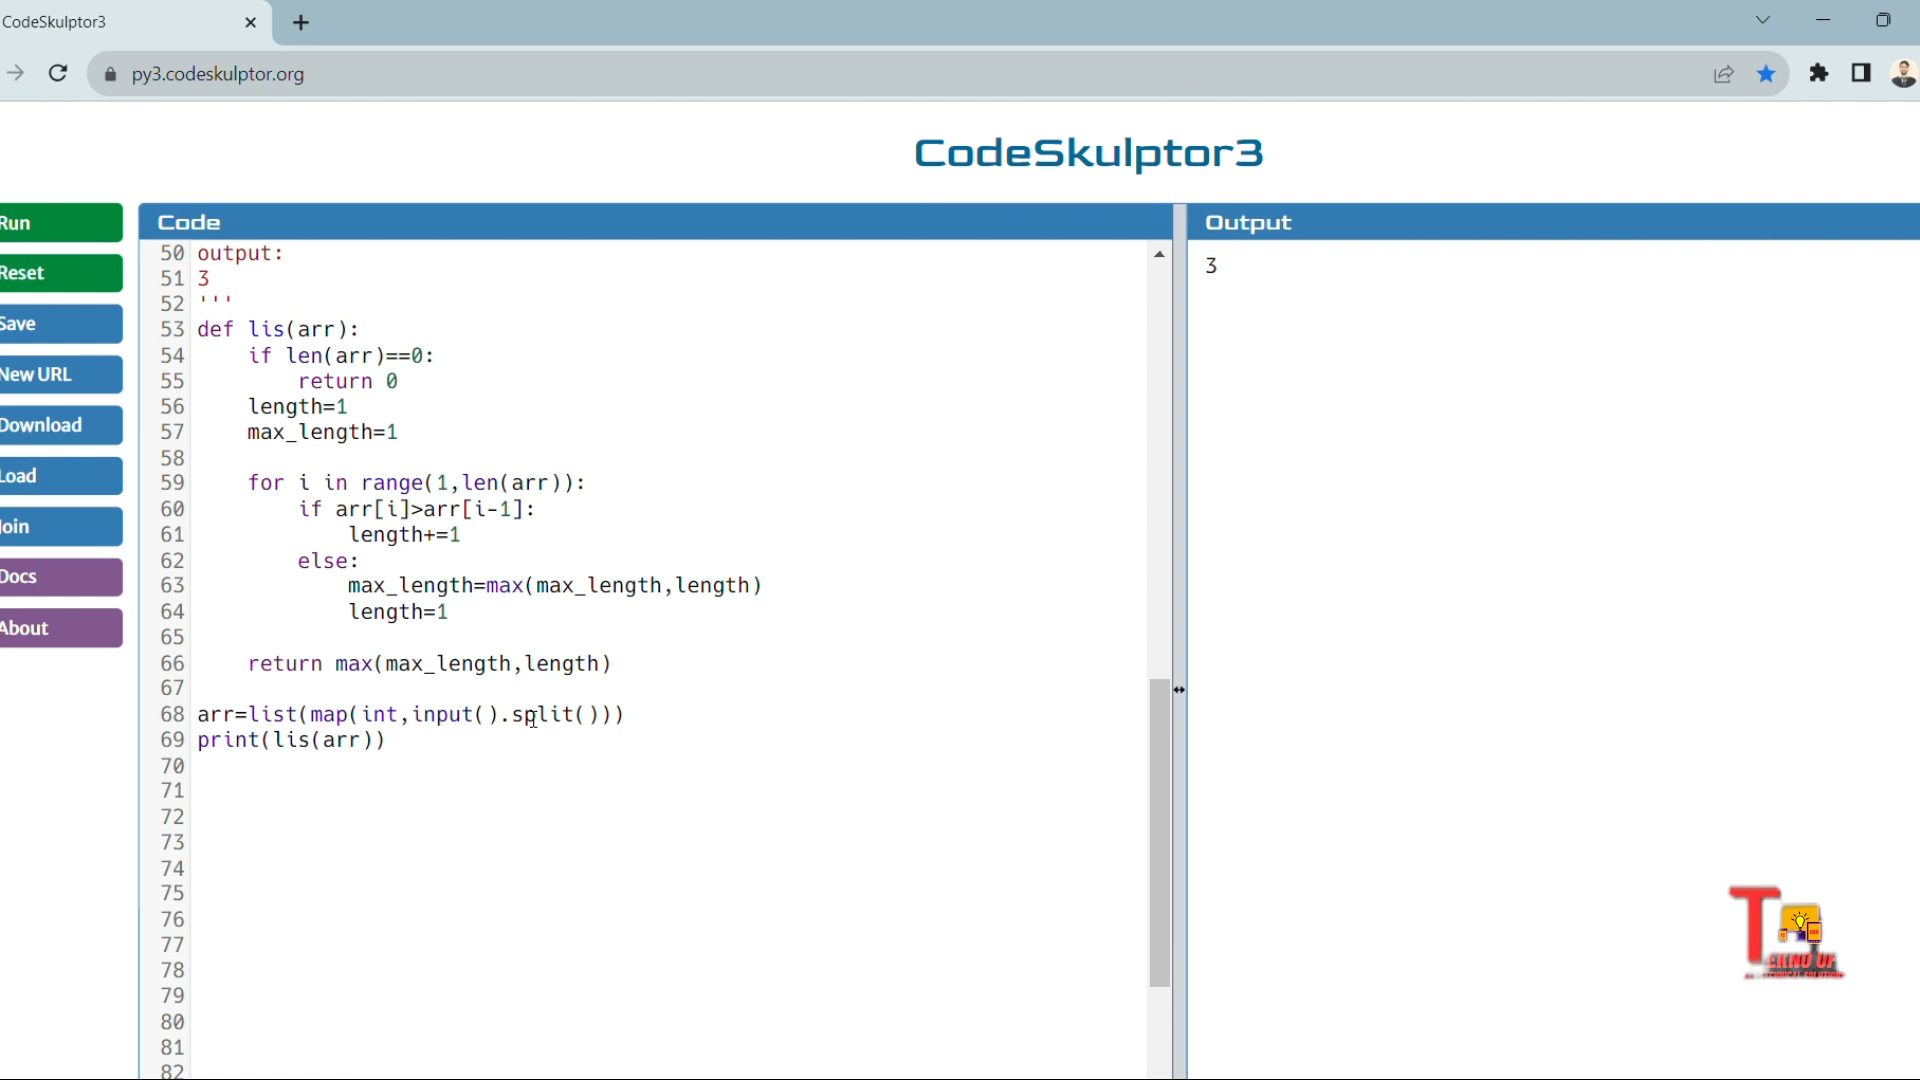 CodeSkulptor3
py3.codeskulptor.org
CodeSkulptor3
Run
Reset
Save
New URL
Download
Load
Join
Docs
About
Code
50 output:
51 3
52 '''
53 def lis(arr):
54     if len(arr)==0:
55         return 0
56     length=1
57     max_length=1
58
59     for i in range(1,len(arr)):
60         if arr[i]>arr[i-1]:
61             length+=1
62         else:
63             max_length=max(max_length,length)
64             length=1
65
66     return max(max_length,length)
67
68 arr=list(map(int,input().split()))
69 print(lis(arr))
70
71
72
73
74
75
76
77
78
79
80
81
82
Output
3